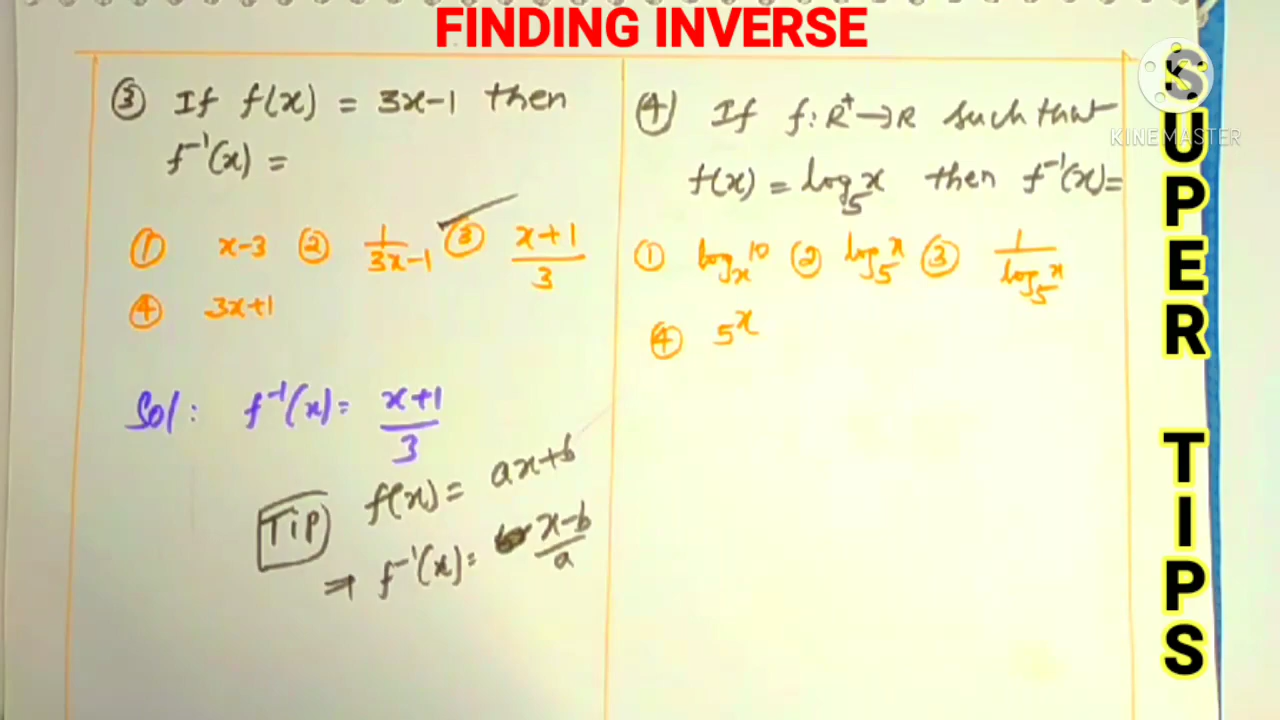 FINDING INVERSE
③ If f(x) = 3x-1 then
f⁻¹(x) =
① x-3 ② 1/(3x-1) ③ (x+1)/3
④ 3x+1
Sol: f⁻¹(x) = (x+1)/3
TIP f(x) = ax+b
⇒ f⁻¹(x) = (x-b)/a
④ If f: R⁺→R such that
f(x) = log₅x then f⁻¹(x)=
① logₓ10 ② log₅x ③ 1/log₅x
④ 5ˣ
KINEMASTER
SUPER
TIPS